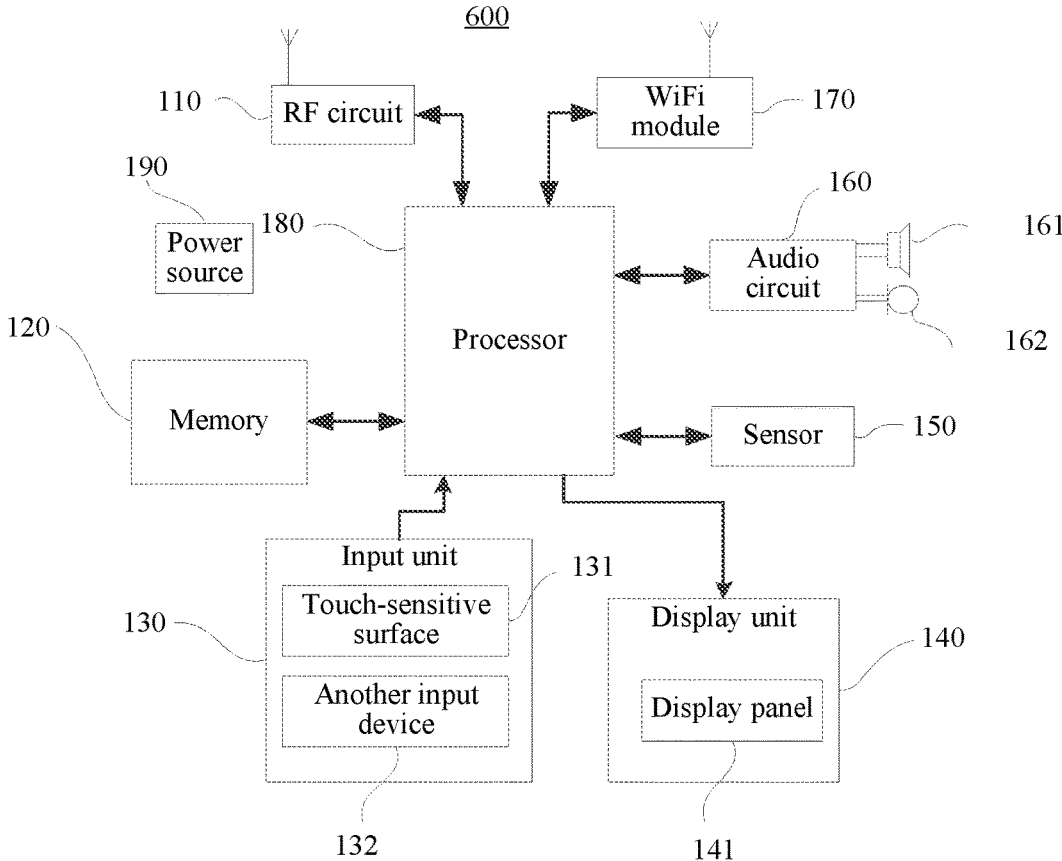 600
110
RF circuit
WiFi
module
170
190
Power
source
180
160
161
Audio
circuit
162
120
Processor
Memory
Sensor
150
Input unit
131
Touch-sensitive
surface
130
Another input
device
132
Display unit
140
Display panel
141